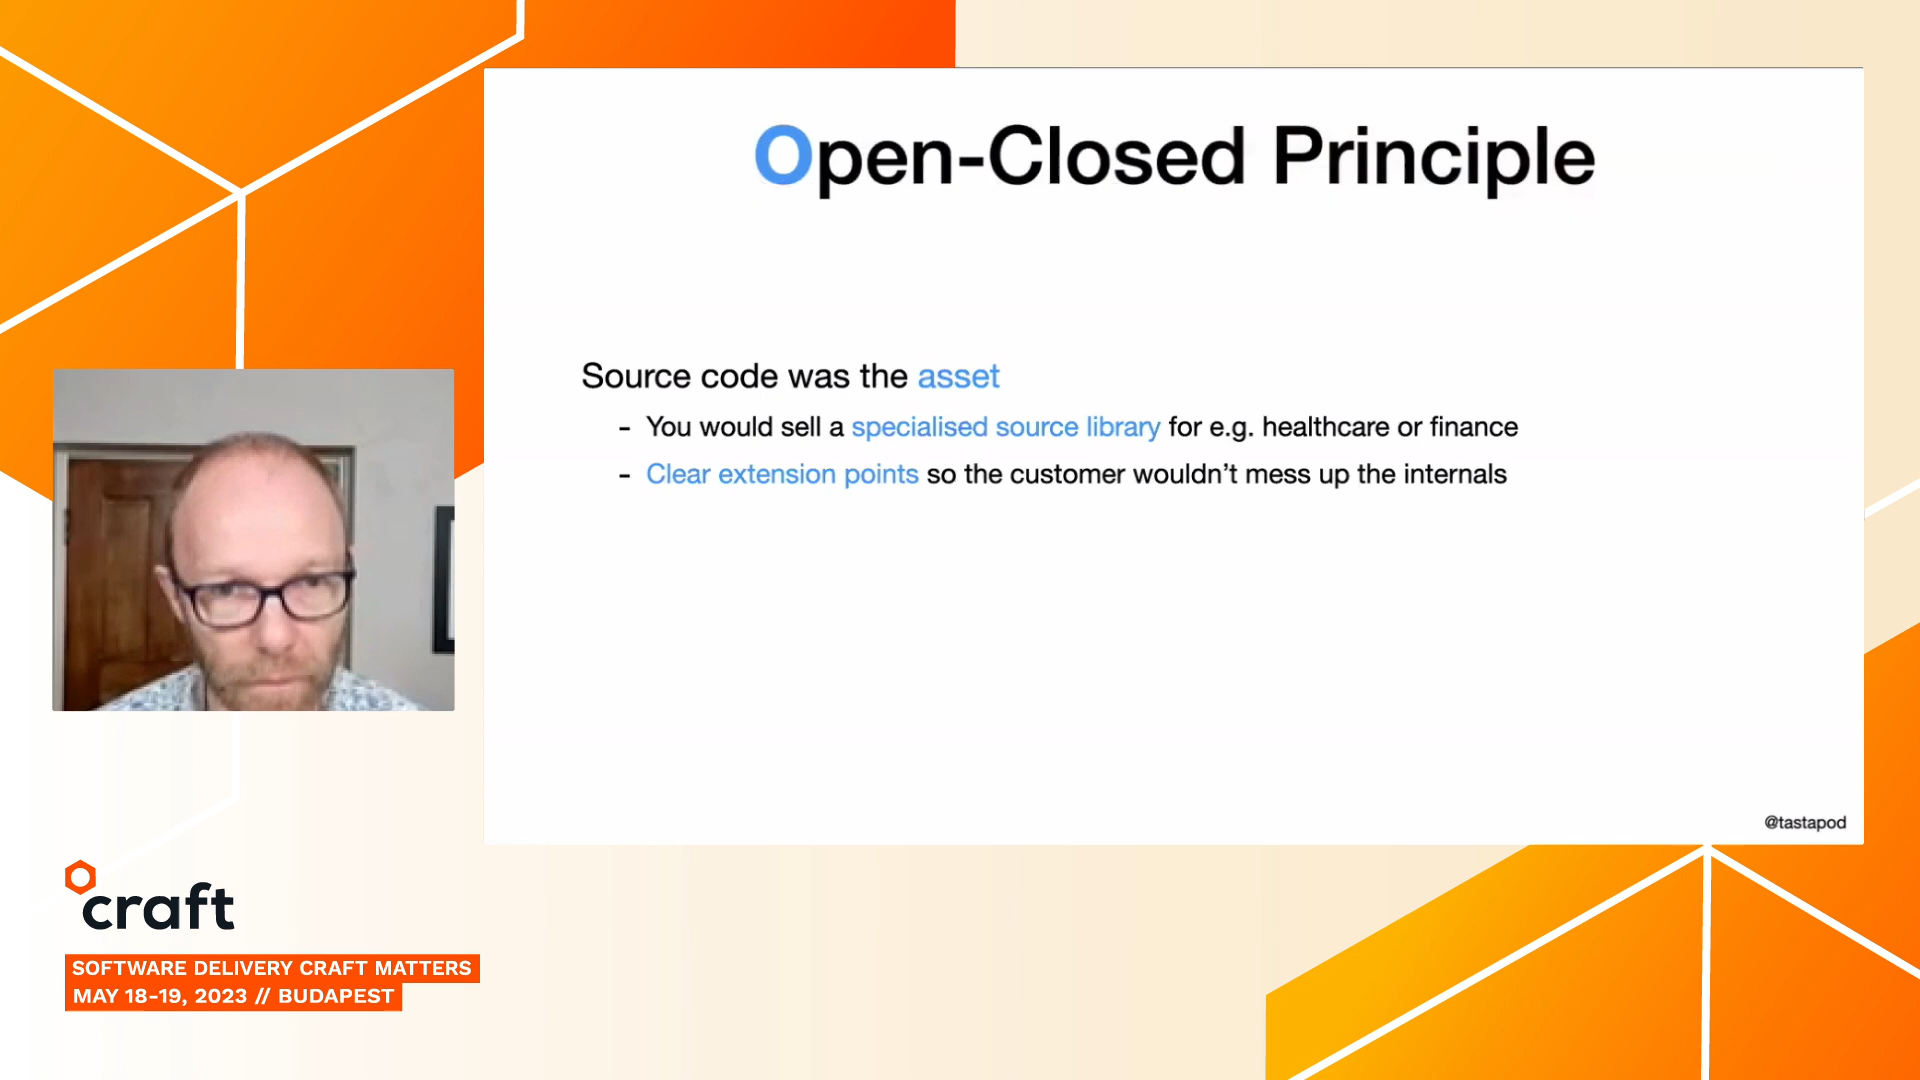 Open-Closed Principle
Source code was the asset
- You would sell a specialised source library for e.g. healthcare or finance
- Clear extension points so the customer wouldn’t mess up the internals
@tastapod
craft
SOFTWARE DELIVERY CRAFT MATTERS
MAY 18-19, 2023 // BUDAPEST